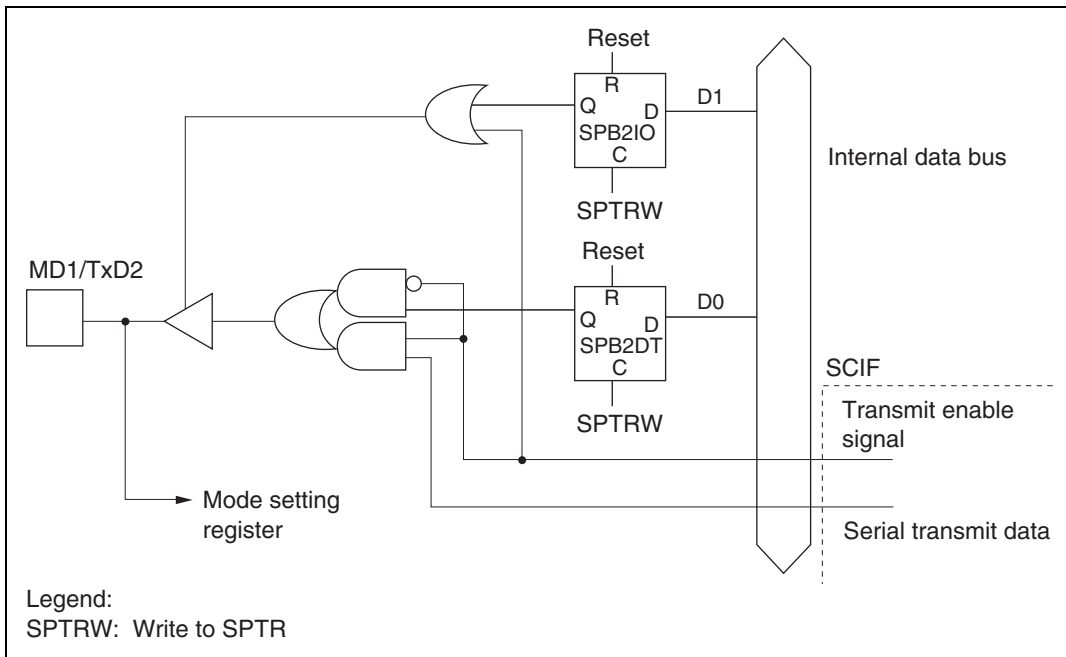 Reset
R
Q
D
SPB2IO
C
D1
SPTRW
Internal data bus
Reset
R
Q
D
SPB2DT
C
D0
SPTRW
MD1/TxD2
SCIF
Transmit enable
signal
Mode setting
register
Serial transmit data
Legend:
SPTRW: Write to SPTR